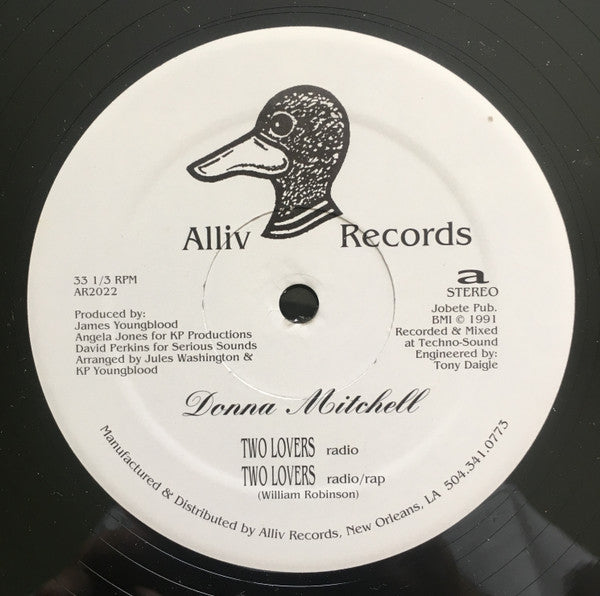 Alliv Records
33 1/3 RPM
AR2022
Produced by:
James Youngblood
Angela Jones for KP Productions
David Perkins for Serious Sounds
Arranged by Jules Washington &
KP Youngblood
a
STEREO
Jobete Pub.
BMI © 1991
Recorded & Mixed
at Techno-Sound
Engineered by:
Tony Daigle
Donna Mitchell
TWO LOVERS radio
TWO LOVERS radio/rap
(William Robinson)
Manufactured & Distributed by Alliv Records, New Orleans, LA 504.341.0773